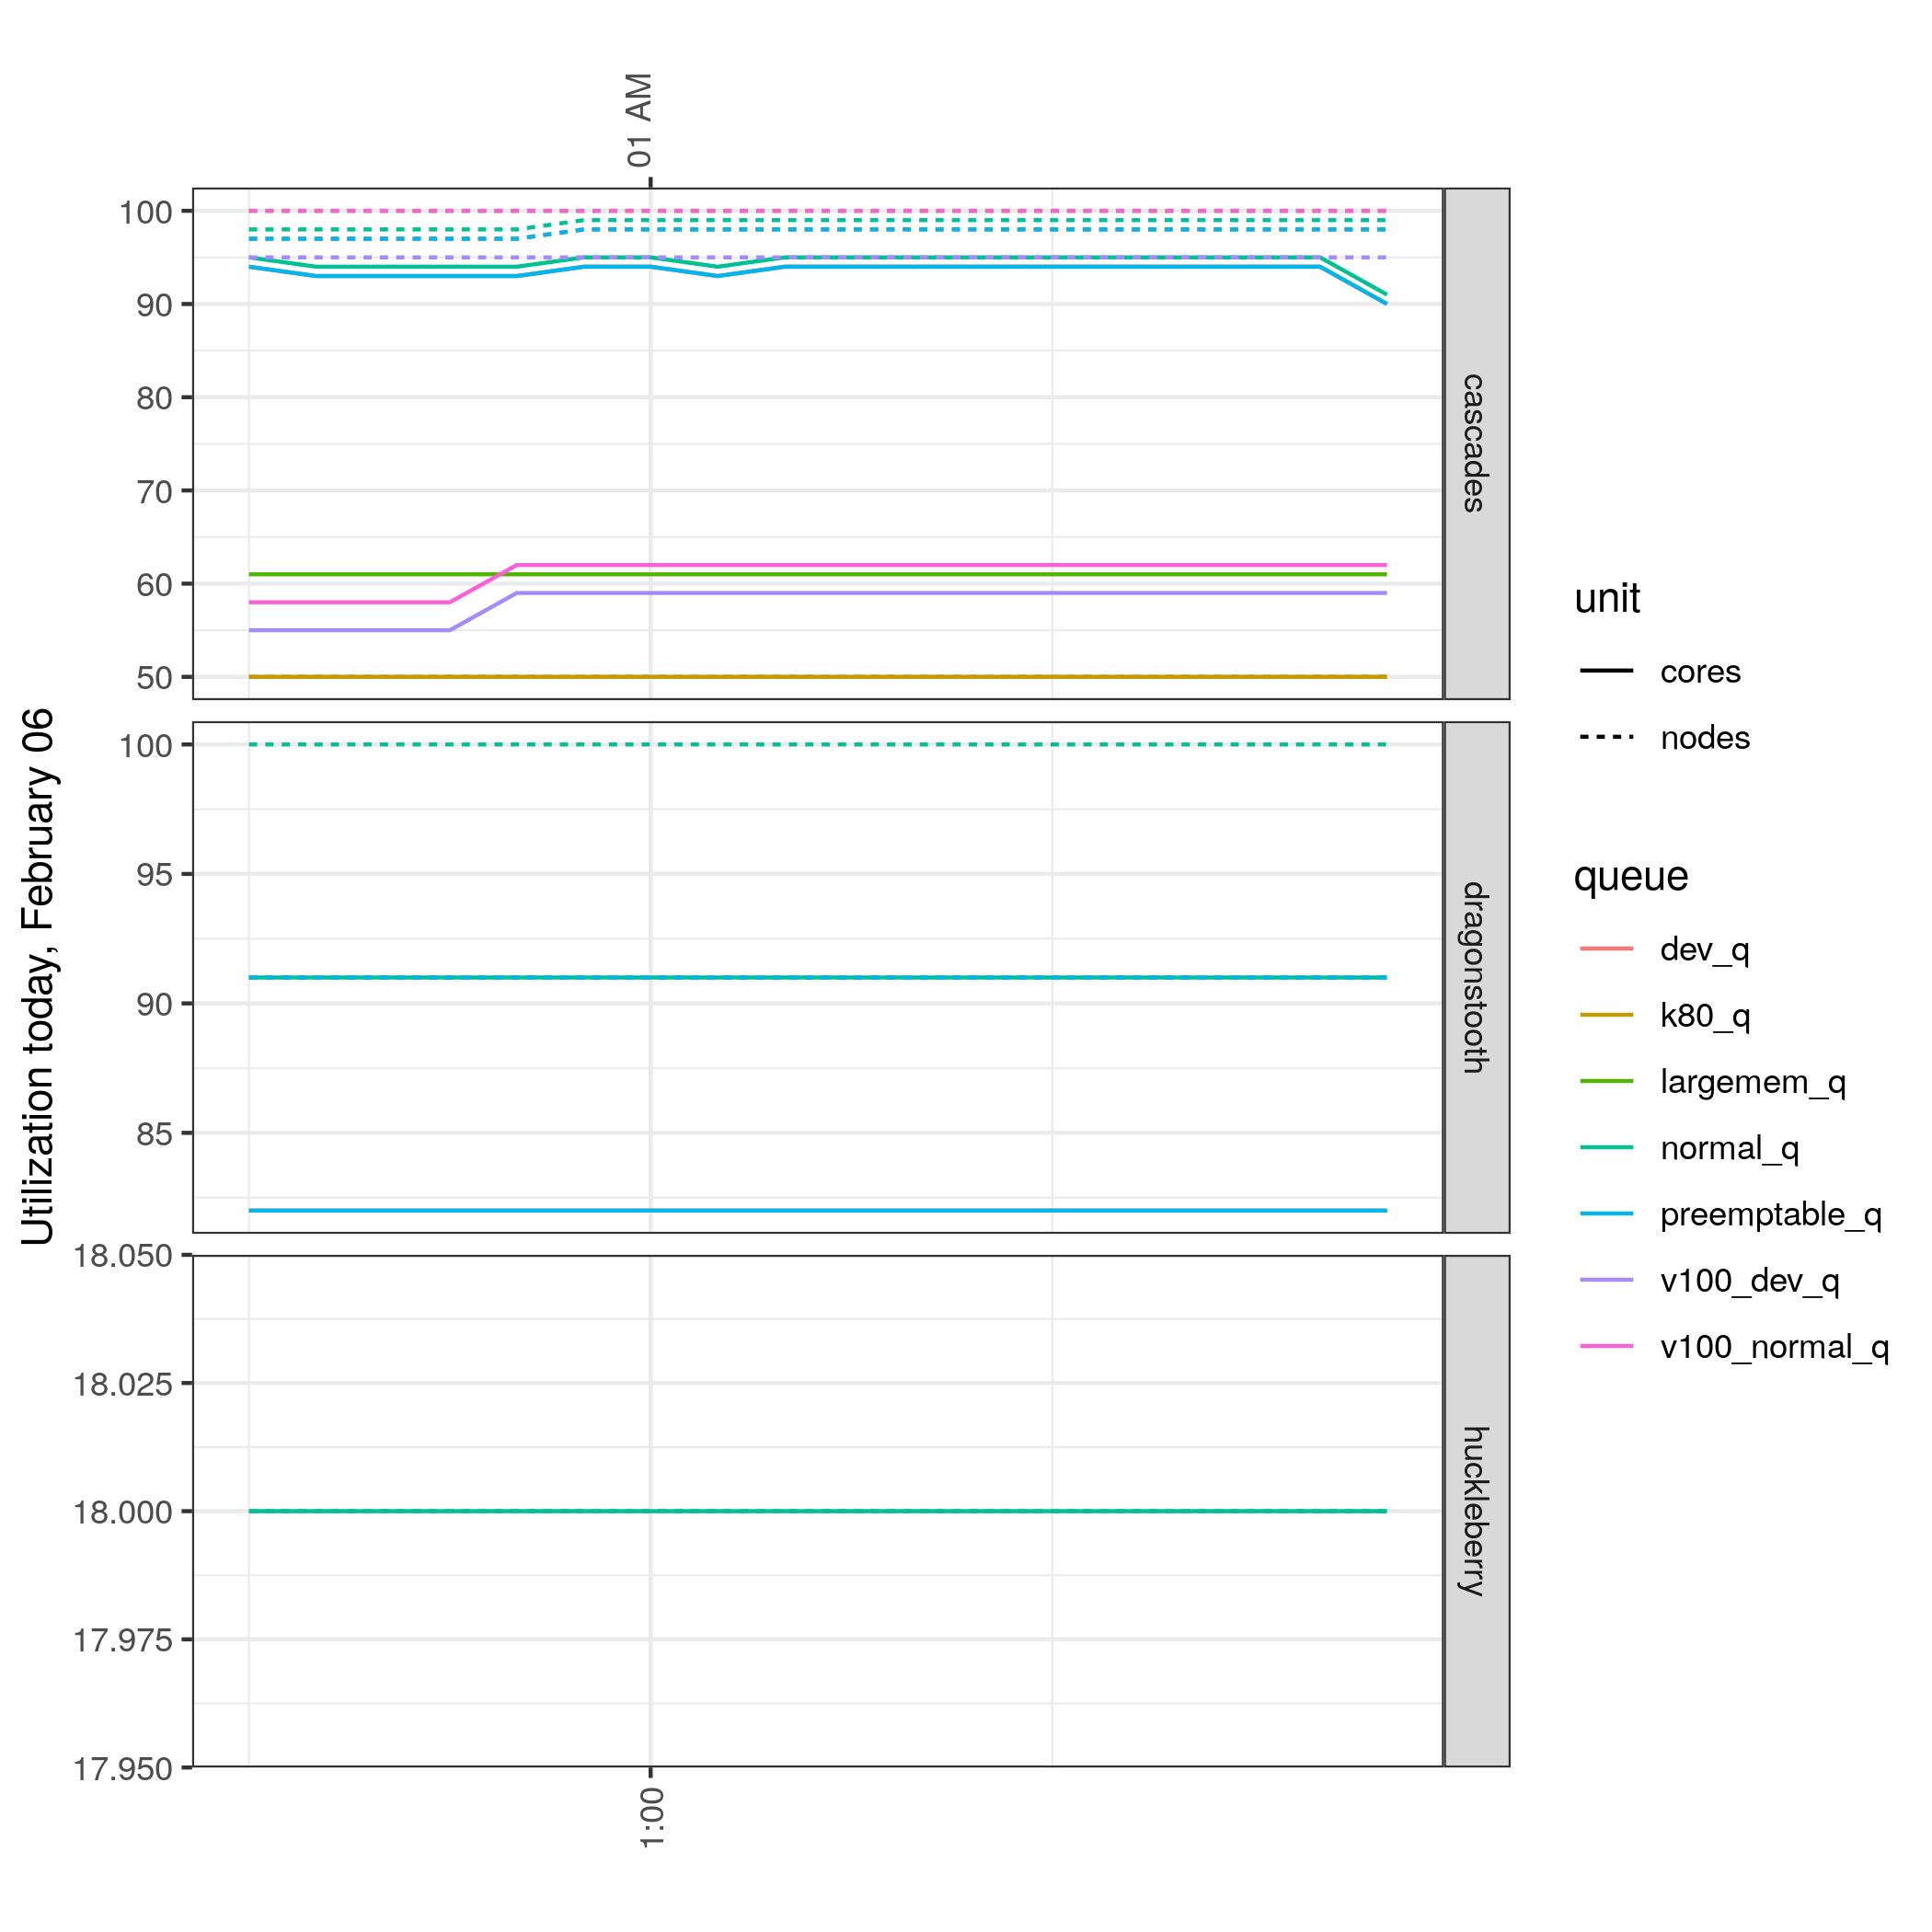 01 AM
100
90
80
70
60
50
cascades
100
95
90
85
dragonstooth
18.050
18.025
18.000
17.975
17.950
huckleberry
1:00
Utilization today, February 06
unit
cores
nodes
queue
dev_q
k80_q
largemem_q
normal_q
preemptable_q
v100_dev_q
v100_normal_q